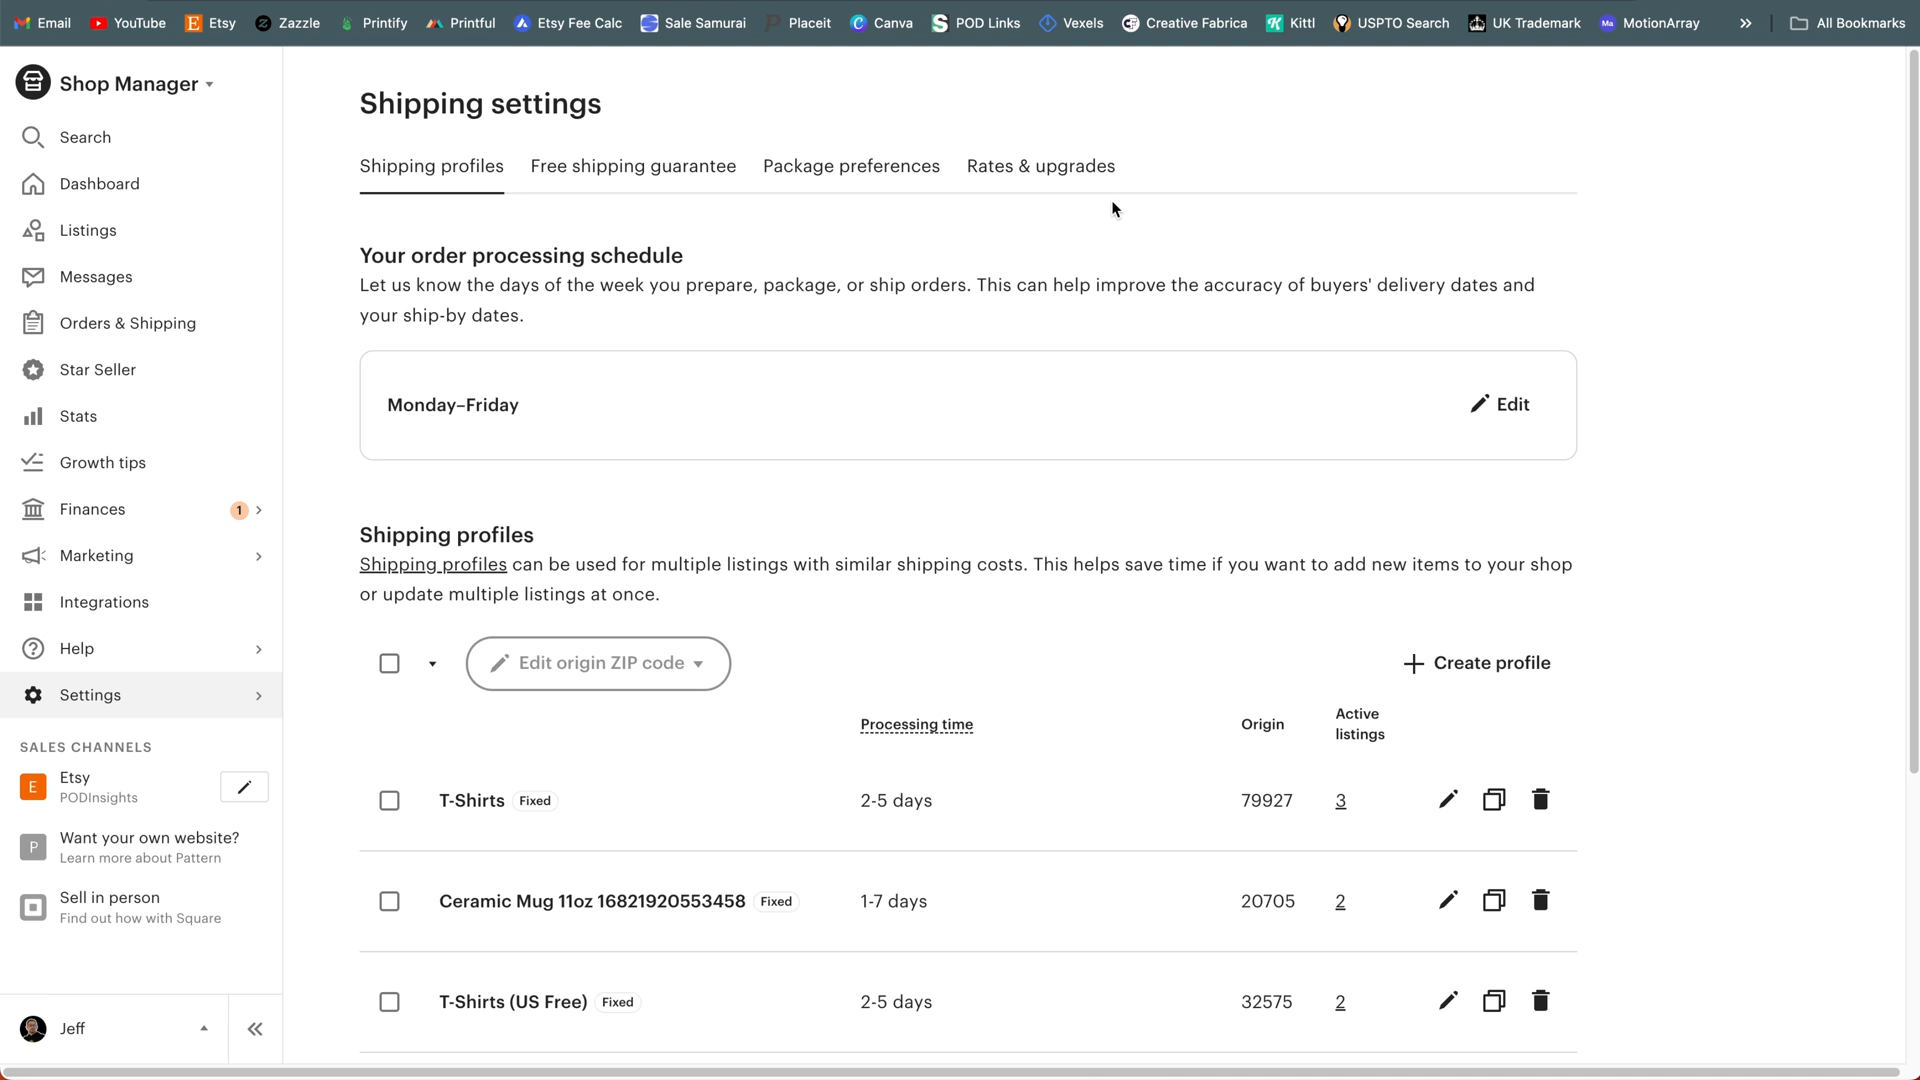 Email YouTube Etsy Zazzle Printify Printful Etsy Fee Calc Sale Samurai Placeit Canva POD Links Vexels Creative Fabrica Kittl USPTO Search UK Trademark MotionArray » All Bookmarks
Shop Manager
Search
Dashboard
Listings
Messages
Orders & Shipping
Star Seller
Stats
Growth tips
Finances 1
Marketing
Integrations
Help
Settings
SALES CHANNELS
E Etsy
PODInsights
P Want your own website?
Learn more about Pattern
Sell in person
Find out how with Square
Jeff
Shipping settings
Shipping profiles Free shipping guarantee Package preferences Rates & upgrades
Your order processing schedule
Let us know the days of the week you prepare, package, or ship orders. This can help improve the accuracy of buyers' delivery dates and
your ship-by dates.
Monday–Friday Edit
Shipping profiles
Shipping profiles can be used for multiple listings with similar shipping costs. This helps save time if you want to add new items to your shop
or update multiple listings at once.
Edit origin ZIP code Create profile
Processing time Origin Active
listings
T-Shirts Fixed 2-5 days 79927 3
Ceramic Mug 11oz 16821920553458 Fixed 1-7 days 20705 2
T-Shirts (US Free) Fixed 2-5 days 32575 2